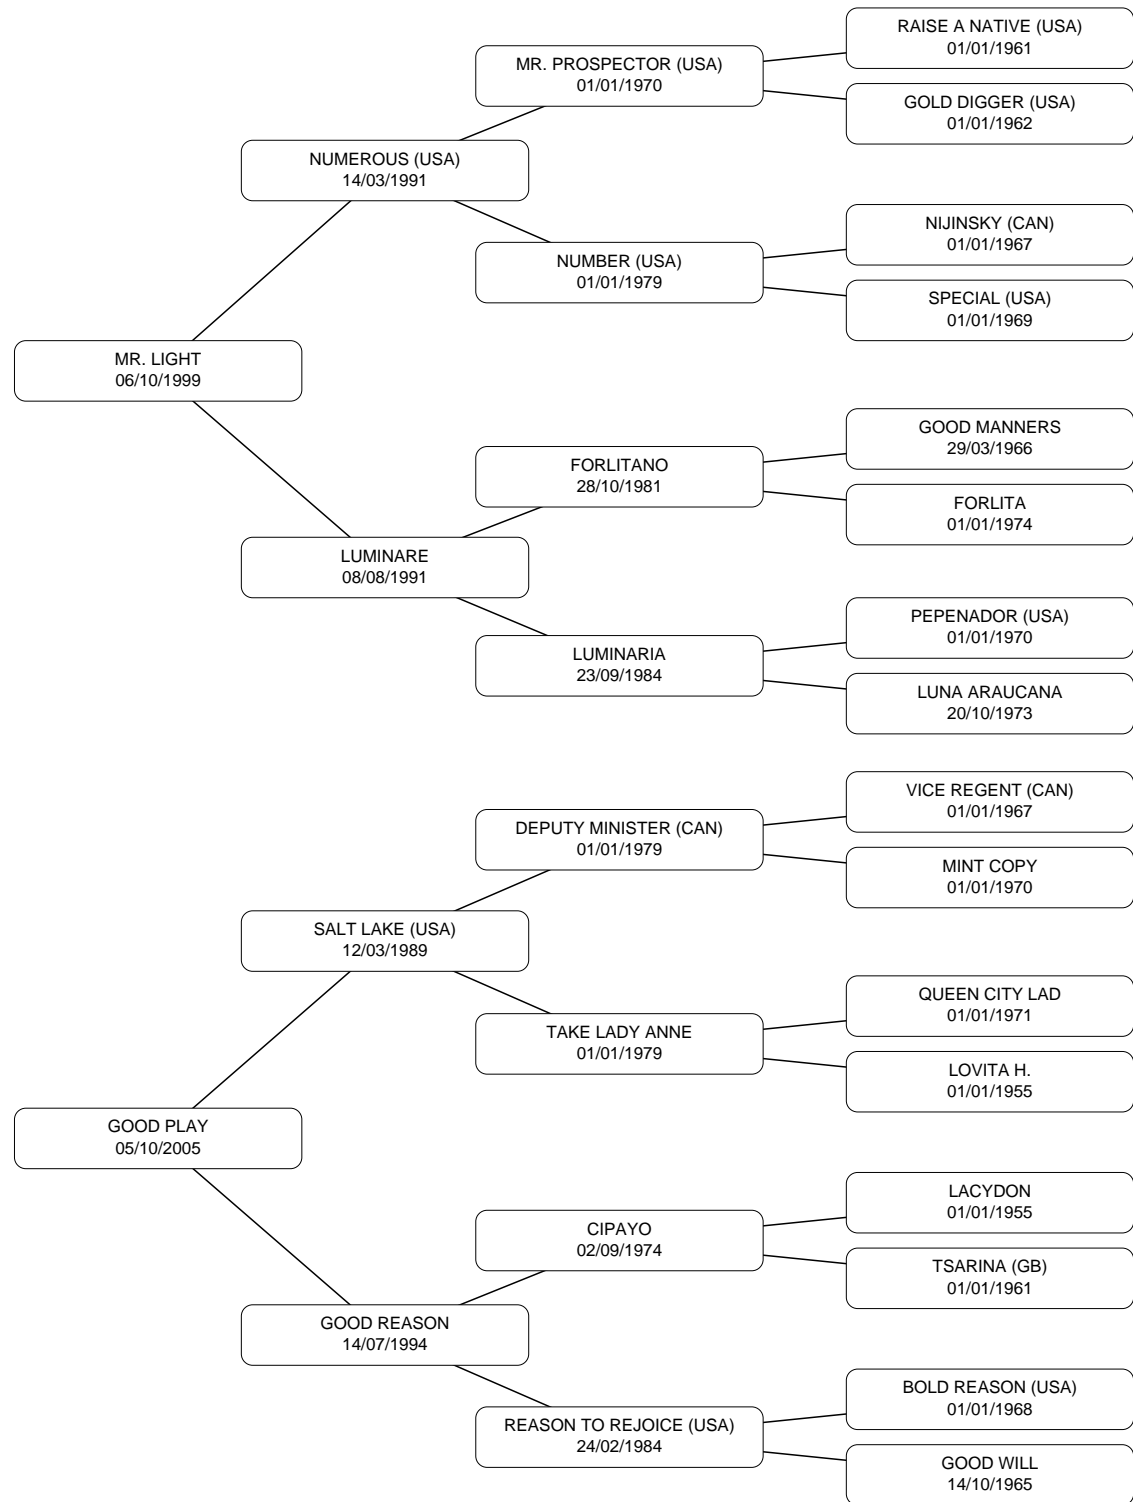 RAISE A NATIVE (USA)
01/01/1961
MR. PROSPECTOR (USA)
01/01/1970
GOLD DIGGER (USA)
01/01/1962
NUMEROUS (USA)
14/03/1991
NIJINSKY (CAN)
01/01/1967
NUMBER (USA)
01/01/1979
SPECIAL (USA)
01/01/1969
MR. LIGHT
06/10/1999
GOOD MANNERS
29/03/1966
FORLITANO
28/10/1981
FORLITA
01/01/1974
LUMINARE
08/08/1991
PEPENADOR (USA)
01/01/1970
LUMINARIA
23/09/1984
LUNA ARAUCANA
20/10/1973
VICE REGENT (CAN)
01/01/1967
DEPUTY MINISTER (CAN)
01/01/1979
MINT COPY
01/01/1970
SALT LAKE (USA)
12/03/1989
QUEEN CITY LAD
01/01/1971
TAKE LADY ANNE
01/01/1979
LOVITA H.
01/01/1955
GOOD PLAY
05/10/2005
LACYDON
01/01/1955
CIPAYO
02/09/1974
TSARINA (GB)
01/01/1961
GOOD REASON
14/07/1994
BOLD REASON (USA)
01/01/1968
REASON TO REJOICE (USA)
24/02/1984
GOOD WILL
14/10/1965